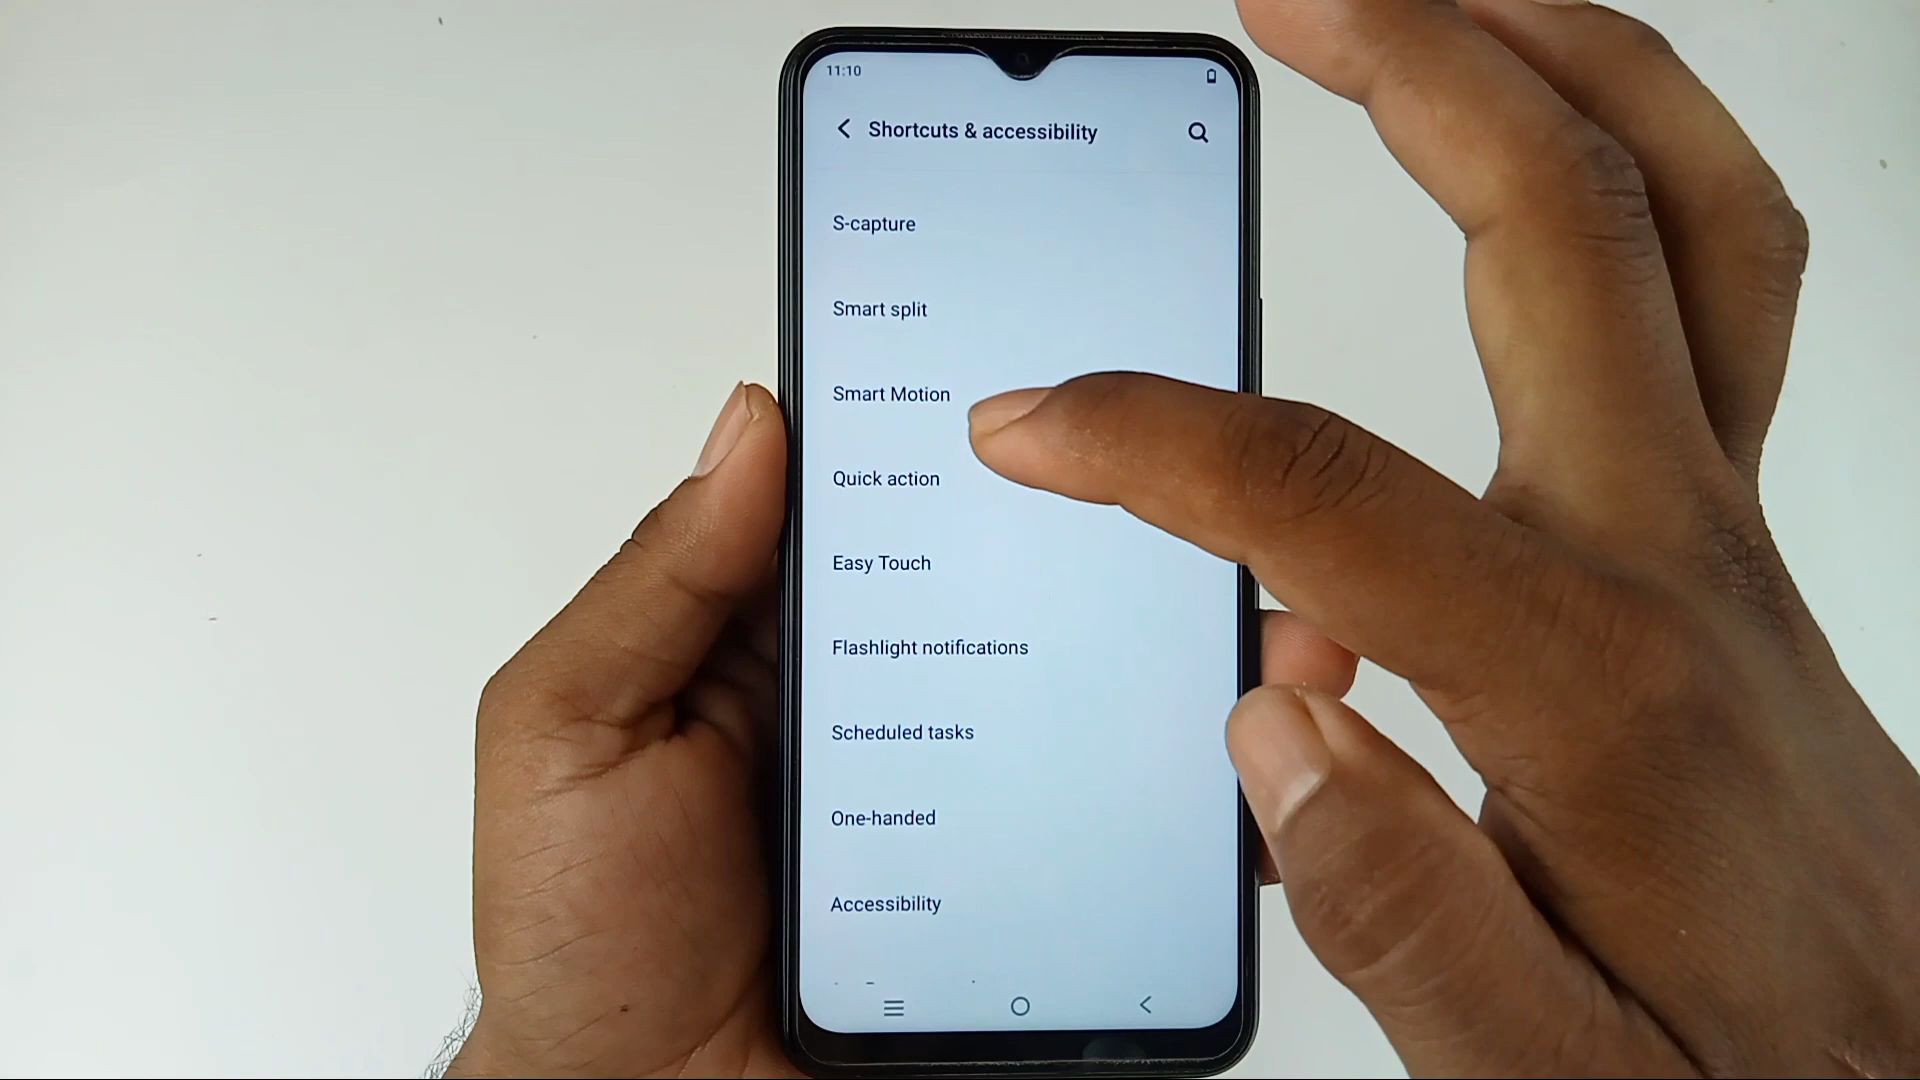 11:10
Shortcuts & accessibility
S-capture
Smart split
Smart Motion
Quick action
Easy Touch
Flashlight notifications
Scheduled tasks
One-handed
Accessibility